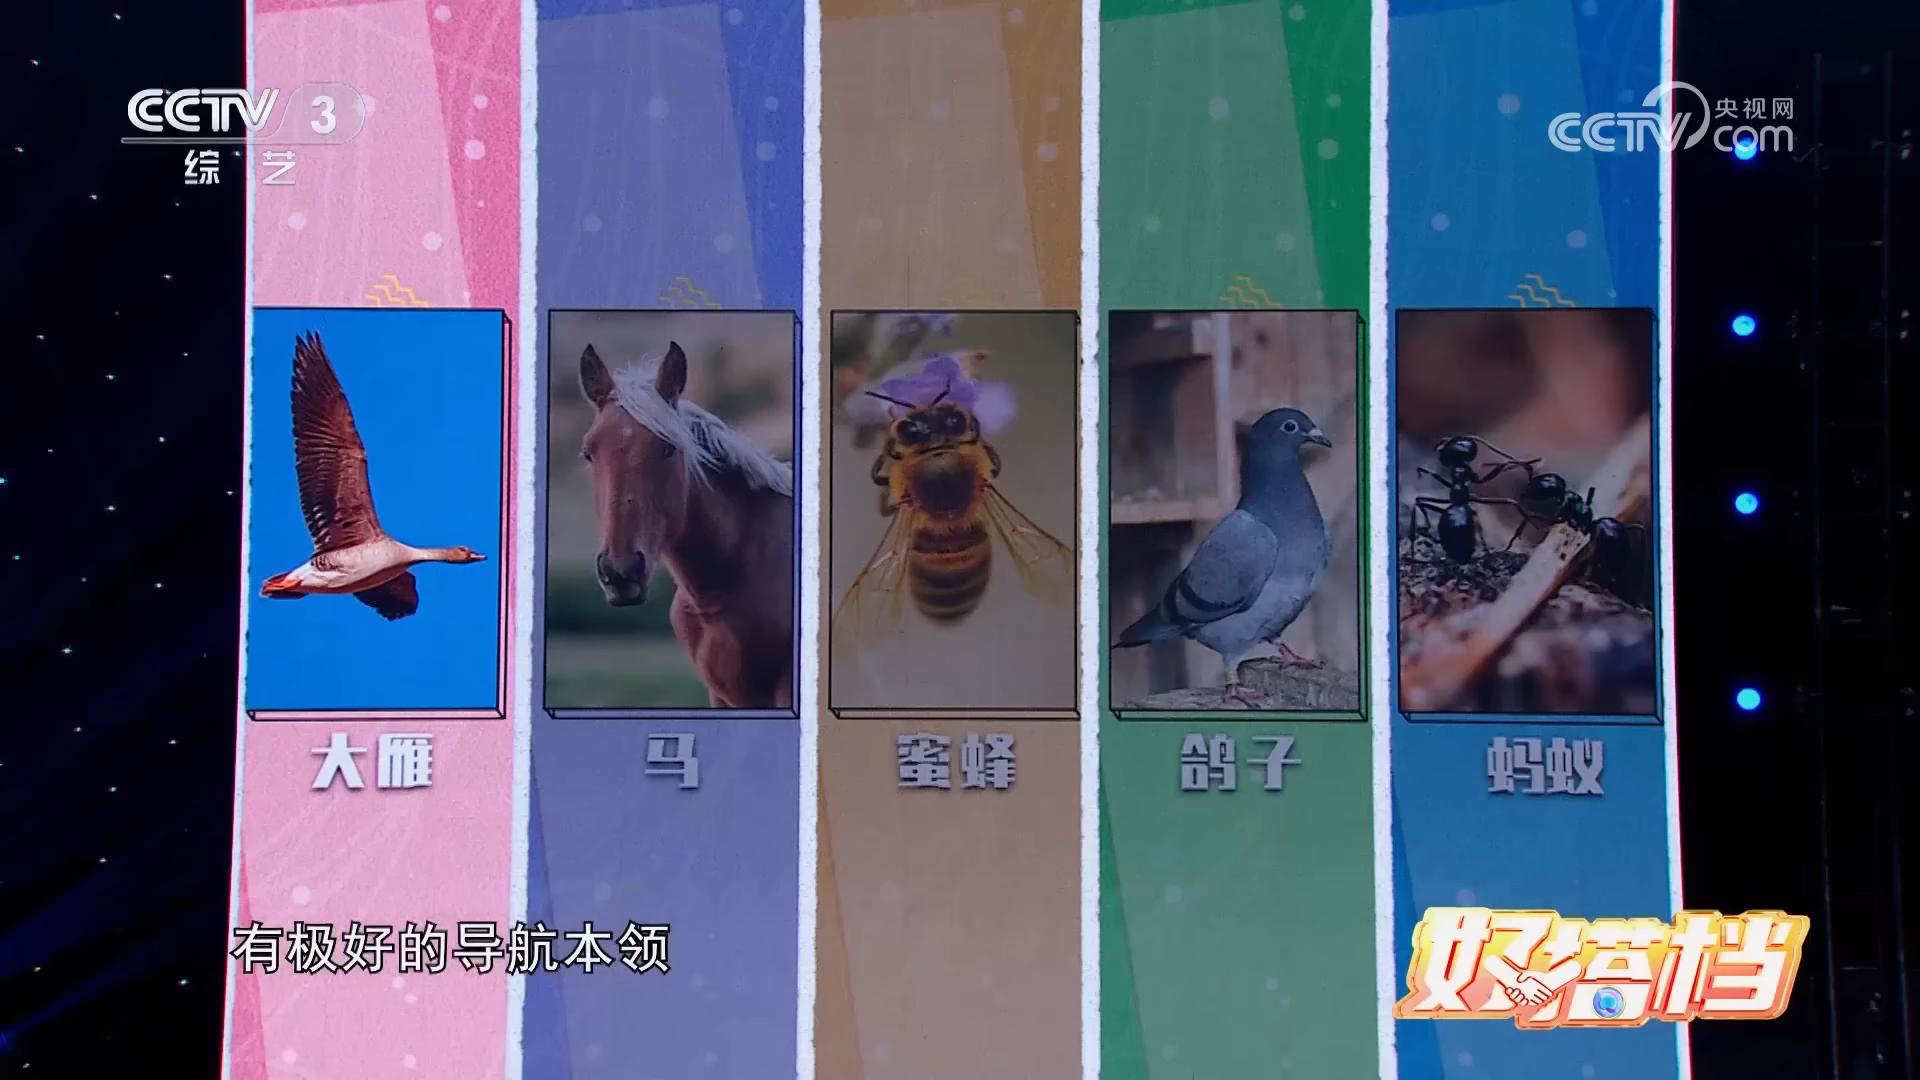 CCTV 3
综艺
央视网
CCTV.com
大雁
马
蜜蜂
鸽子
蚂蚁
有极好的导航本领
好搭档